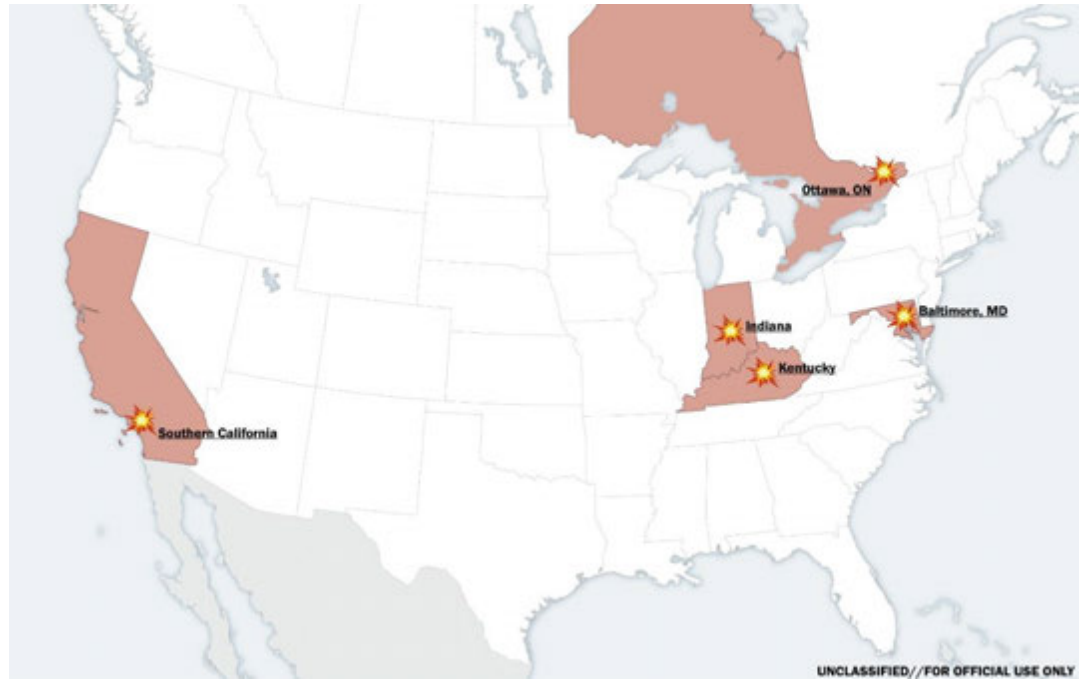 Ottawa, ON
Baltimore, MD
Indiana
Kentucky
Southern California
UNCLASSIFIED//FOR OFFICIAL USE ONLY